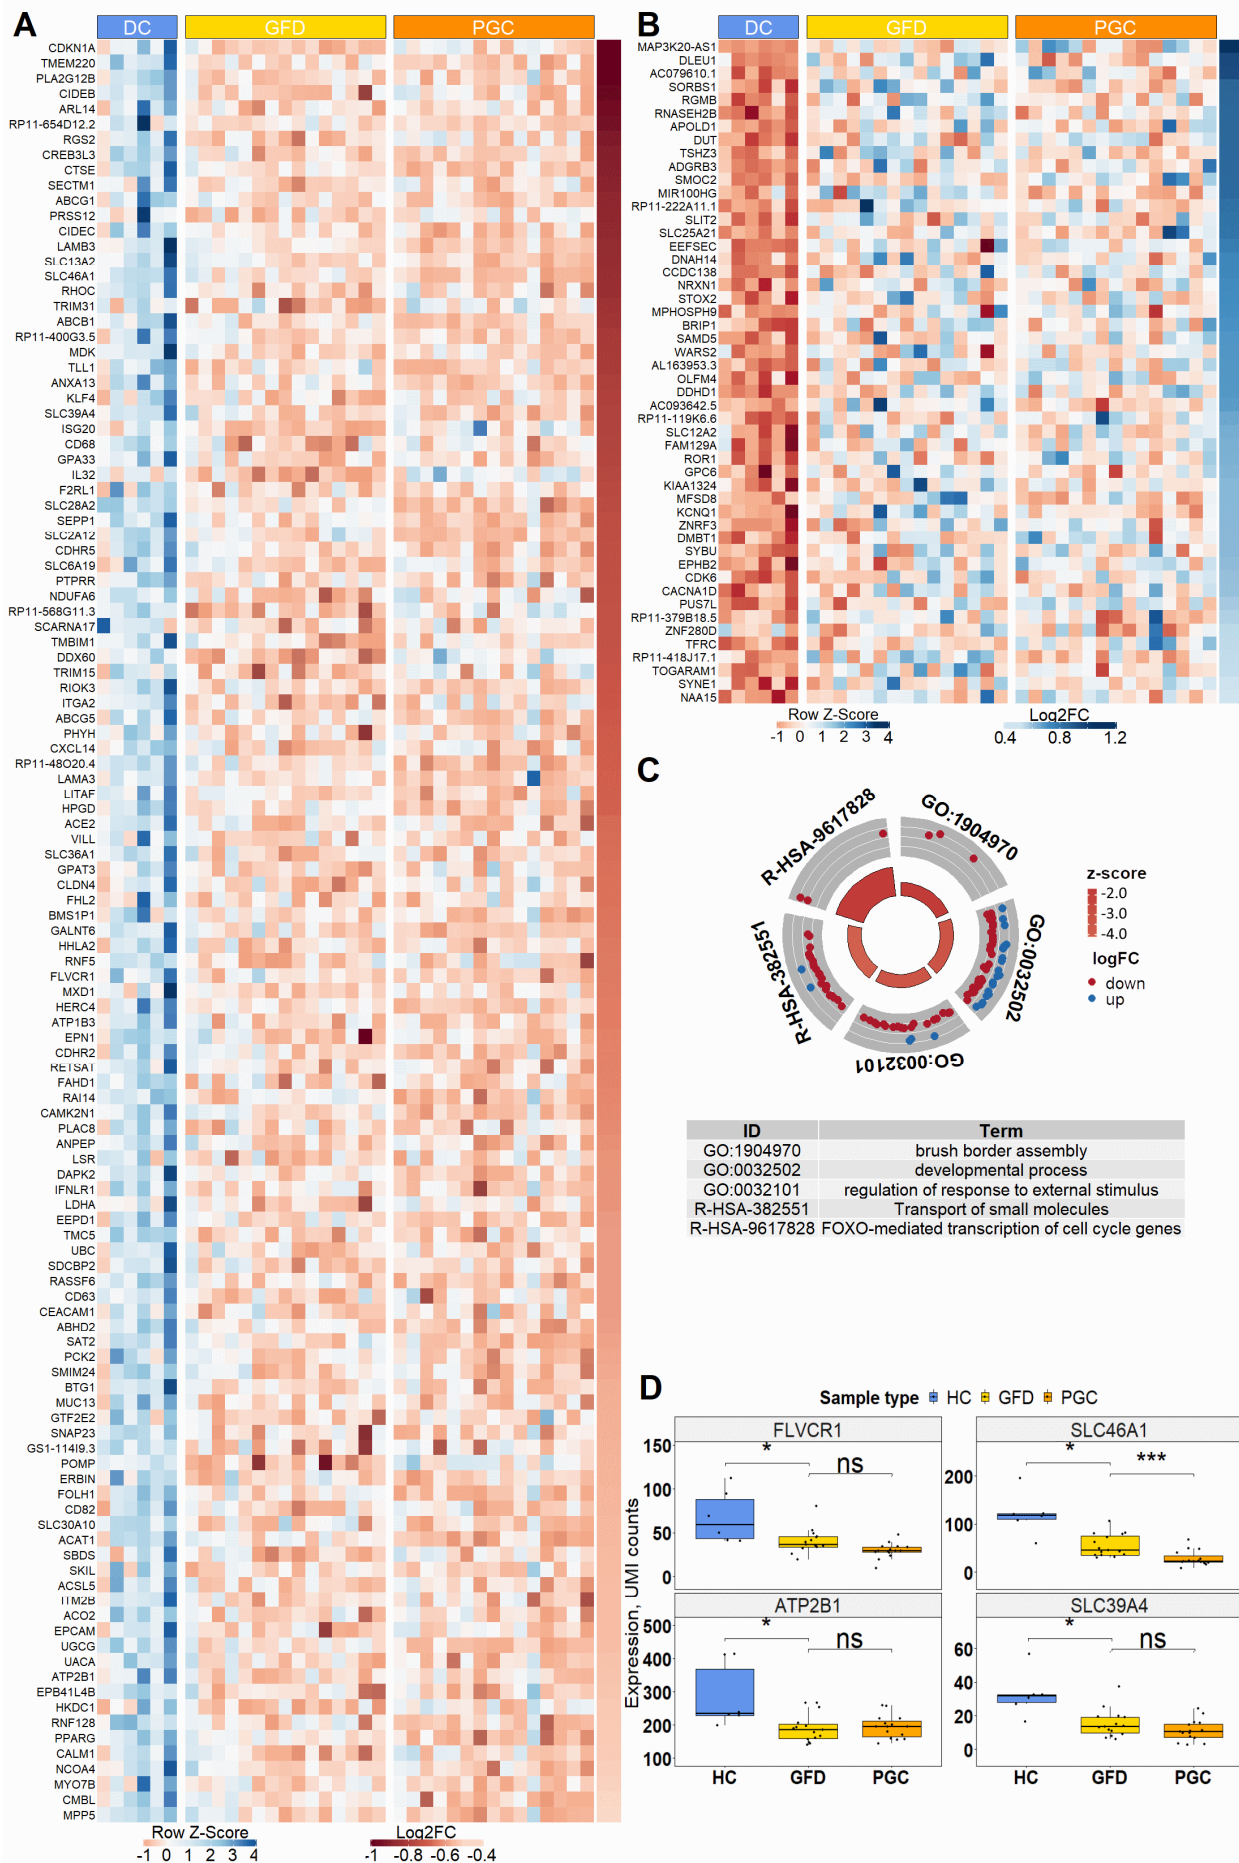 A
DC
GFD
PGC
CDKN1A
TMEM220
PLA2G12B
CIDEB
ARL14
RP11-654D12.2
RGS2
CREB3L3
CTSE
SECTM1
ABCG1
PRSS12
CIDEC
LAMB3
SLC13A2
SLC46A1
RHOC
TRIM31
ABCB1
RP11-400G3.5
MDK
TLL1
ANXA13
KLF4
SLC39A4
ISG20
CD68
GPA33
IL32
F2RL1
SLC28A2
SEPP1
SLC2A12
CDHR5
SLC6A19
PTPRR
NDUFA6
RP11-568G11.3
SCARNA17
TMBIM1
DDX60
TRIM15
RIOK3
ITGA2
ABCG5
PHYH
CXCL14
RP11-48O20.4
LAMA3
LITAF
HPGD
ACE2
VILL
SLC36A1
GPAT3
CLDN4
FHL2
BMS1P1
GALNT6
HHLA2
RNF5
FLVCR1
MXD1
HERC4
ATP1B3
EPN1
CDHR2
RETSAT
FAHD1
RAI14
CAMK2N1
PLAC8
ANPEP
LSR
DAPK2
IFNLR1
LDHA
EEPD1
TMC5
UBC
SDCBP2
RASSF6
CD63
CEACAM1
ABHD2
SAT2
PCK2
SMIM24
BTG1
MUC13
GTF2E2
SNAP23
GS1-114I9.3
POMP
ERBIN
FOLH1
CD82
SLC30A10
ACAT1
SBDS
SKIL
ACSL5
ITM2B
ACO2
EPCAM
UGCG
UACA
ATP2B1
EPB41L4B
HKDC1
RNF128
PPARG
CALM1
NCOA4
MYO7B
CMBL
MPP5
Row Z-Score
-1 0 1 2 3 4
Log2FC
-1 -0.8 -0.6 -0.4
B
DC
GFD
PGC
MAP3K20-AS1
DLEU1
AC079610.1
SORBS1
RGMB
RNASEH2B
APOLD1
DUT
TSHZ3
ADGRB3
SMOC2
MIR100HG
RP11-222A11.1
SLIT2
SLC25A21
EEFSEC
DNAH14
CCDC138
NRXN1
STOX2
MPHOSPH9
BRIP1
SAMD5
WARS2
AL163953.3
OLFM4
DDHD1
AC093642.5
RP11-119K6.6
SLC12A2
FAM129A
ROR1
GPC6
KIAA1324
MFSD8
KCNQ1
ZNRF3
DMBT1
SYBU
EPHB2
CDK6
CACNA1D
PUS7L
RP11-379B18.5
ZNF280D
TFRC
RP11-418J17.1
TOGARAM1
SYNE1
NAA15
Row Z-Score
-1 0 1 2 3 4
Log2FC
0.4 0.8 1.2
C
R-HSA-9617828
GO:1904970
GO:0032502
GO:0032101
R-HSA-382551
z-score
-2.0
-3.0
-4.0
logFC
down
up
ID Term
GO:1904970 brush border assembly
GO:0032502 developmental process
GO:0032101 regulation of response to external stimulus
R-HSA-382551 Transport of small molecules
R-HSA-9617828 FOXO-mediated transcription of cell cycle genes
D
Sample type HC GFD PGC
Expression, UMI counts
FLVCR1
150
100
50
0
*
ns
SLC46A1
200
100
0
*
***
ATP2B1
500
400
300
200
100
*
ns
HC GFD PGC
SLC39A4
60
40
20
0
*
ns
HC GFD PGC